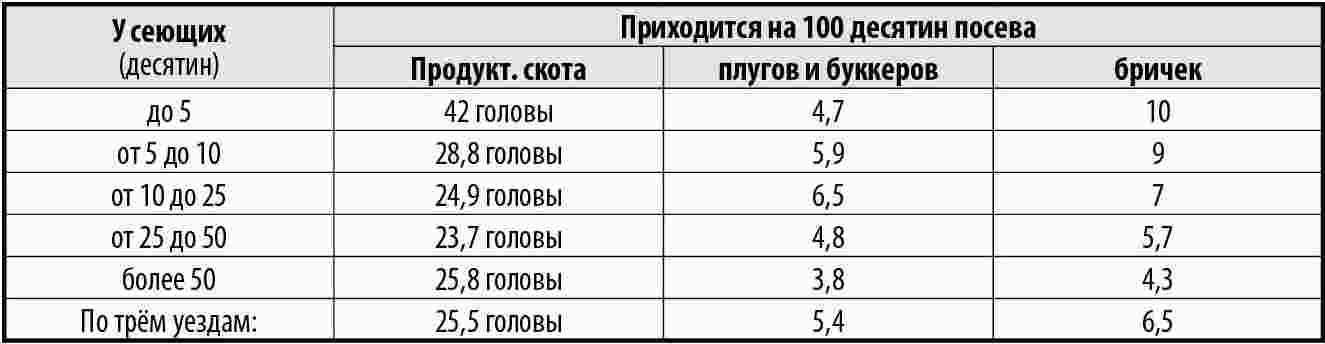 У сеющих (десятин) Приходится на 100 десятин посева
Продукт. скота плугов и буккеров бричек
до 5 42 головы 4,7 10
от 5 до 10 28,8 головы 5,9 9
от 10 до 25 24,9 головы 6,5 7
от 25 до 50 23,7 головы 4,8 5,7
более 50 25,8 головы 3,8 4,3
По трём уездам: 25,5 головы 5,4 6,5